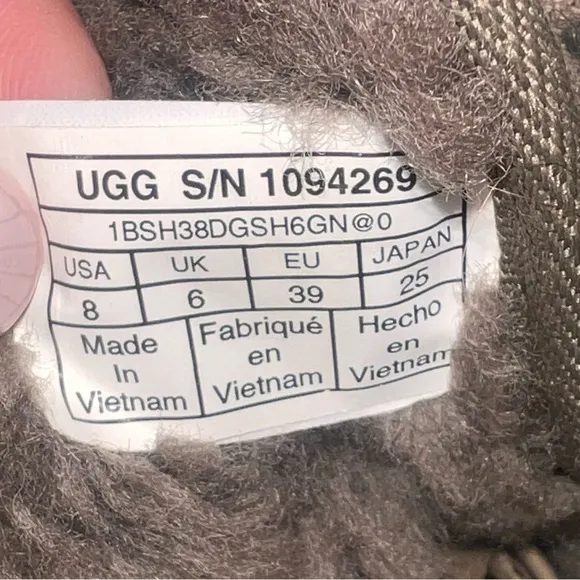 UGG S/N 1094269
1BSH38DGSH6GN@0
USA UK EU JAPAN
8 6 39 25
Made In Vietnam
Fabriqué en Vietnam
Hecho en Vietnam